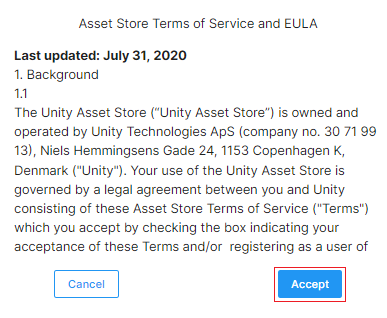 Asset Store Terms of Service and EULA
Last updated: July 31, 2020
1. Background
1.1
The Unity Asset Store (“Unity Asset Store”) is owned and
operated by Unity Technologies ApS (company no. 30 71 99
13), Niels Hemmingsens Gade 24, 1153 Copenhagen K,
Denmark ("Unity"). Your use of the Unity Asset Store is
governed by a legal agreement between you and Unity
consisting of these Asset Store Terms of Service ("Terms")
which you accept by checking the box indicating your
acceptance of these Terms and/or  registering as a user of
Cancel
Accept